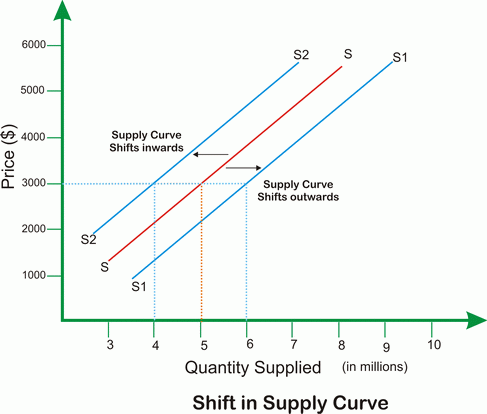 6000
5000
4000
3000
2000
1000
Price ($)
S2
S
S1
Supply Curve
Shifts inwards
Supply Curve
Shifts outwards
S2
S
S1
3
4
5
6
7
8
9
10
Quantity Supplied (in millions)
Shift in Supply Curve